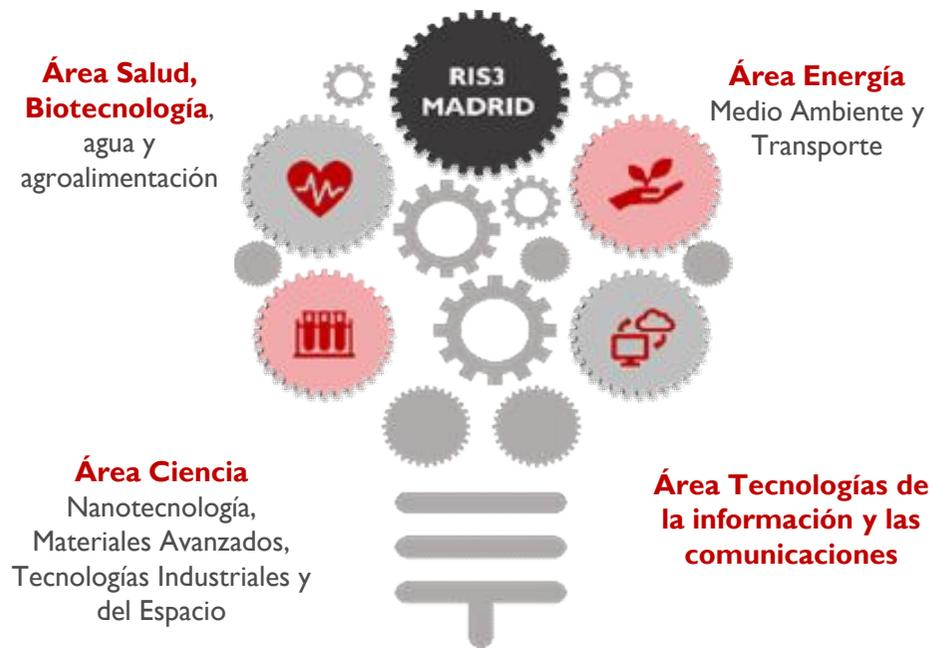 RIS3
MADRID
Área Salud,
Biotecnología,
agua y
agroalimentación
Área Energía
Medio Ambiente y
Transporte
Área Ciencia
Nanotecnología,
Materiales Avanzados,
Tecnologías Industriales y
del Espacio
Área Tecnologías de
la información y las
comunicaciones